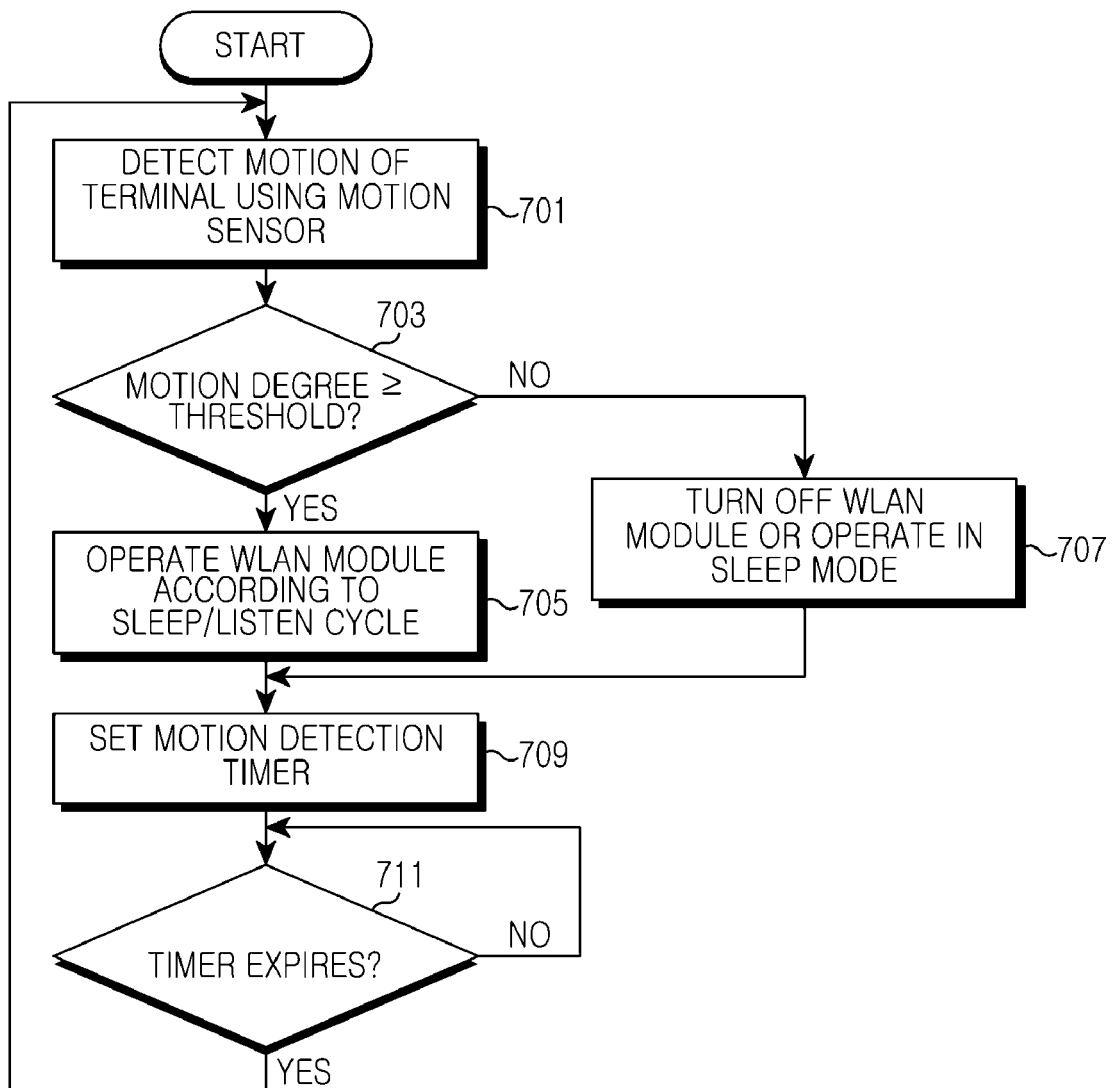 START
DETECT MOTION OF
TERMINAL USING MOTION
SENSOR
701
703
MOTION DEGREE ≥
THRESHOLD?
NO
YES
TURN OFF WLAN
MODULE OR OPERATE IN
SLEEP MODE
707
OPERATE WLAN MODULE
ACCORDING TO
SLEEP/LISTEN CYCLE
705
SET MOTION DETECTION
TIMER
709
711
TIMER EXPIRES?
NO
YES